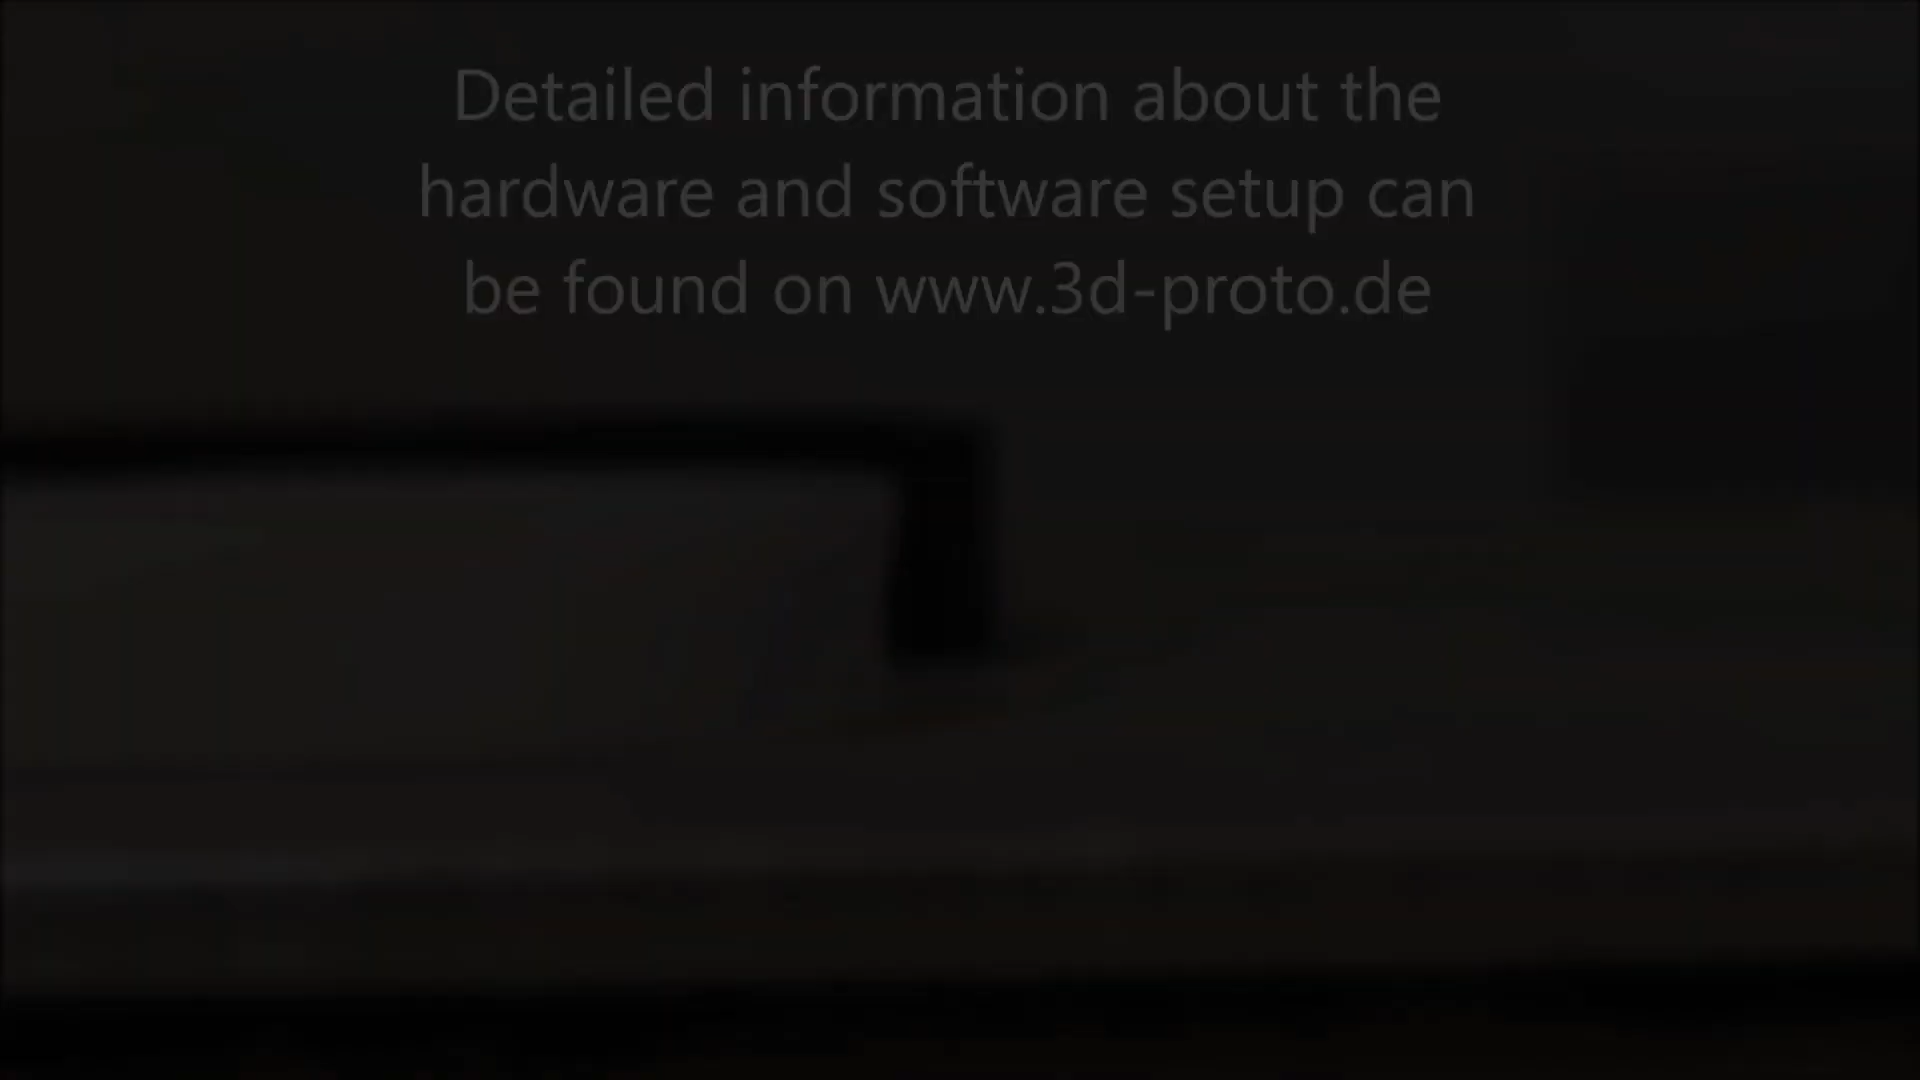 Detailed information about the
hardware and software setup can
be found on www.3d-proto.de